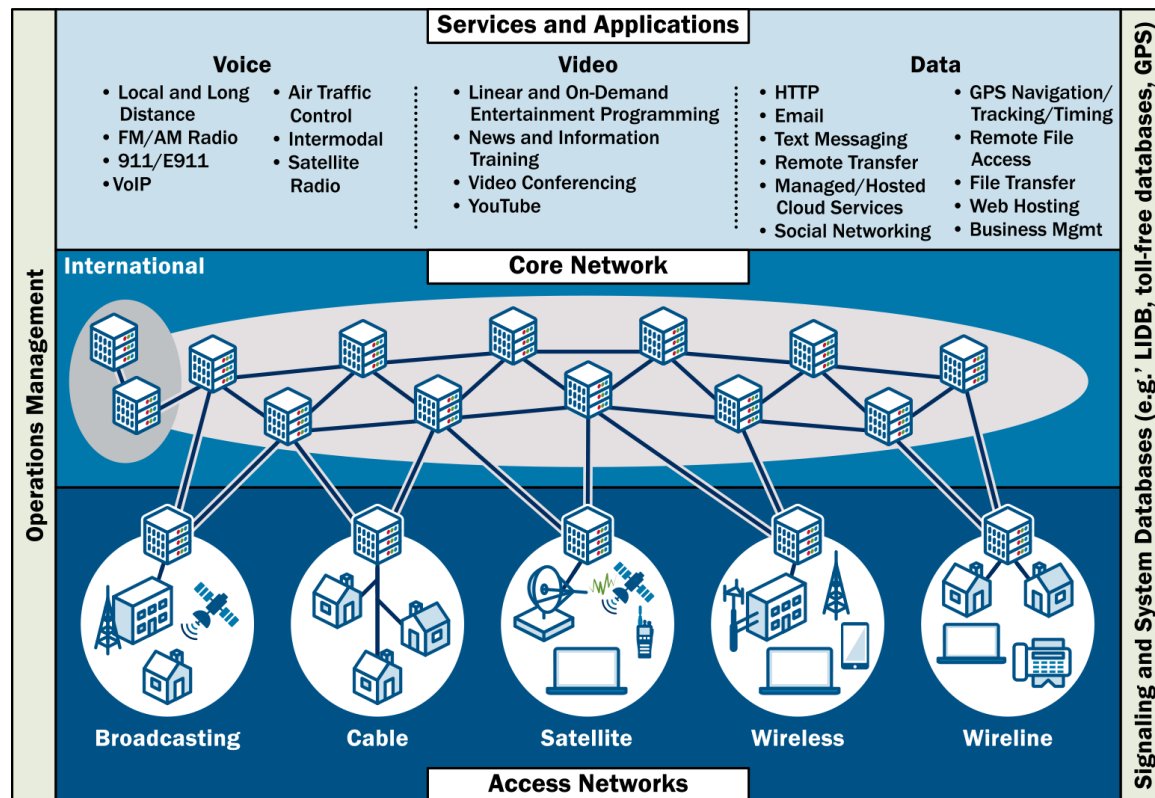 Services and Applications
Voice
• Local and Long
Distance
• FM/AM Radio
• 911/E911
•VoIP
• Air Traffic
Control
• Intermodal
• Satellite
Radio
Video
• Linear and On-Demand
Entertainment Programming
• News and Information
Training
• Video Conferencing
• YouTube
Data
• HTTP
• Email
• Text Messaging
• Remote Transfer
• Managed/Hosted
Cloud Services
• Social Networking
• GPS Navigation/
Tracking/Timing
• Remote File
Access
• File Transfer
• Web Hosting
• Business Mgmt
Operations Management
International
Core Network
Broadcasting
Cable
Satellite
Wireless
Wireline
Access Networks
Signaling and System Databases (e.g.’ LIDB, toll-free databases, GPS)